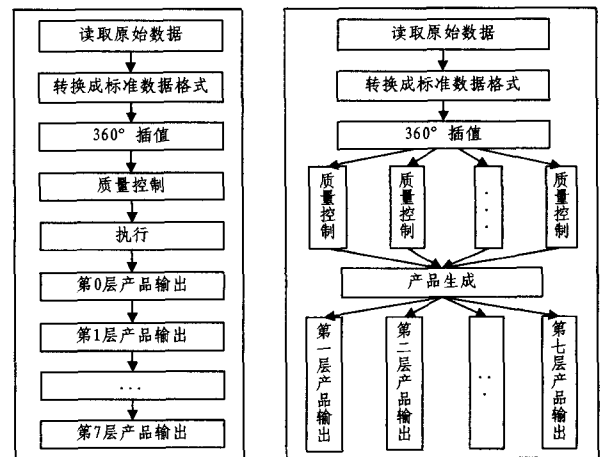 读取原始数据
转换成标准数据格式
360° 插值
质量控制
执行
第0层产品输出
第1层产品输出
...
第7层产品输出
读取原始数据
转换成标准数据格式
360° 插值
质量控制
质量控制
...
质量控制
产品生成
第一层产品输出
第二层产品输出
...
第七层产品输出